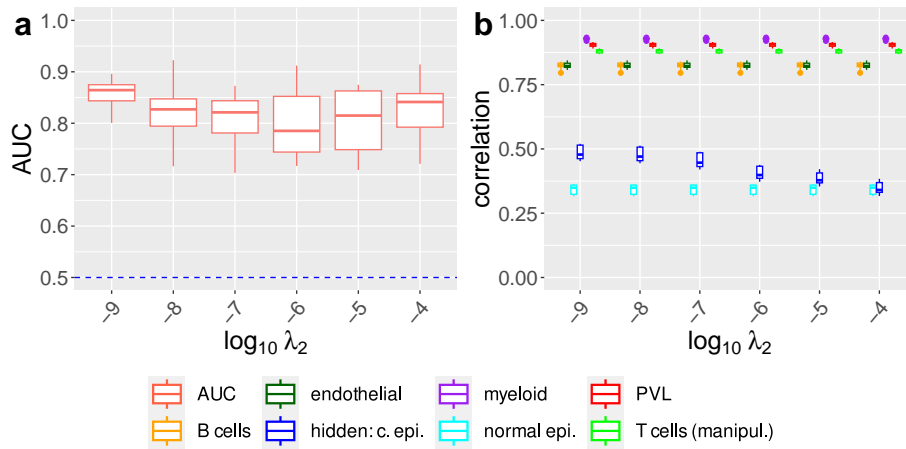 a
1.0
0.9
0.8
0.7
0.6
0.5
AUC
−9
−8
−7
−6
−5
−4
log10 λ2
b
1.00
0.75
0.50
0.25
0.00
correlation
−9
−8
−7
−6
−5
−4
log10 λ2
AUC
endothelial
myeloid
PVL
B cells
hidden: c. epi.
normal epi.
T cells (manipul.)